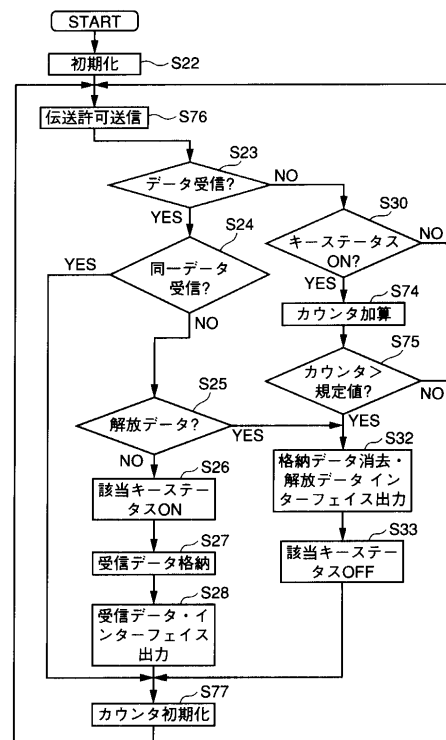 START
初期化
S22
伝送許可送信
S76
S23
データ受信?
NO
YES
S24
S30
キーステータス
ON?
NO
YES
YES
同一データ
受信?
NO
S74
カウンタ加算
S75
カウンタ>
規定値?
NO
YES
S25
解放データ?
YES
NO
S32
格納データ消去・
解放データ イン
ターフェイス出力
S26
該当キーステー
タスON
S33
該当キーステー
タスOFF
S27
受信データ格納
S28
受信データ・イ
ンターフェイス
出力
S77
カウンタ初期化